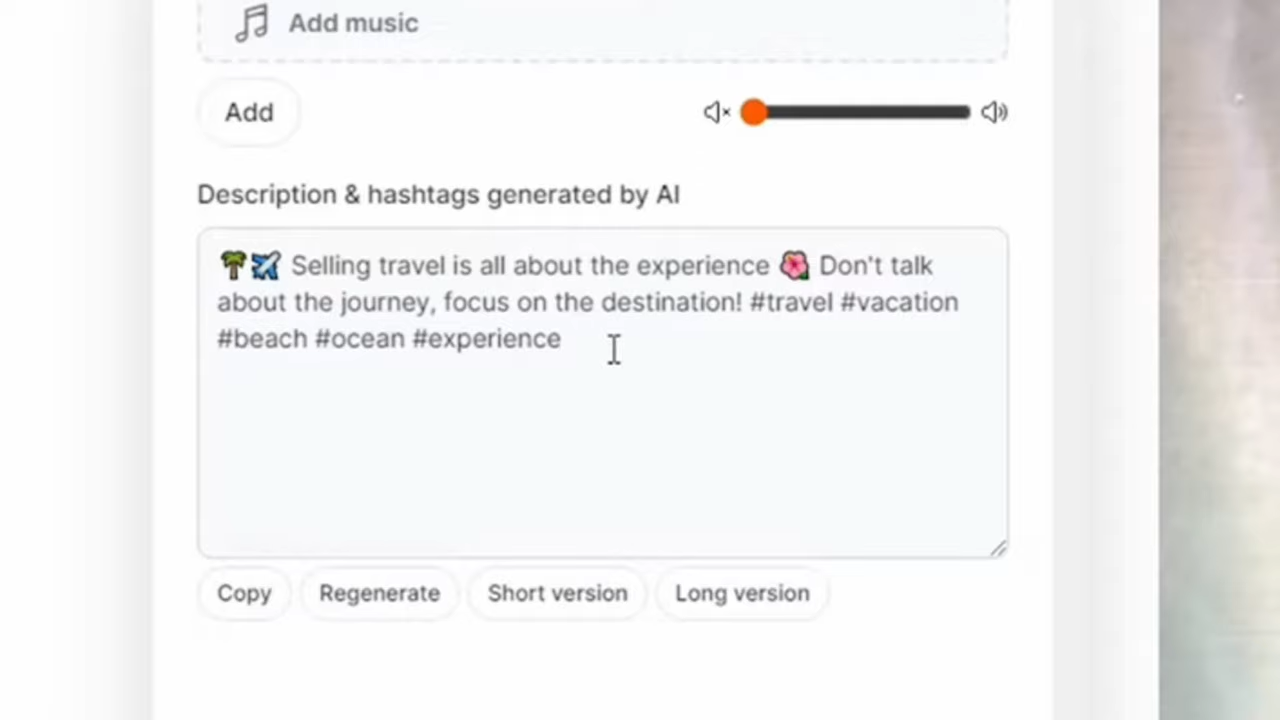 Add music
Add
Description & hashtags generated by AI
🌴✈️ Selling travel is all about the experience 🌺 Don't talk
about the journey, focus on the destination! #travel #vacation
#beach #ocean #experience
Copy Regenerate Short version Long version